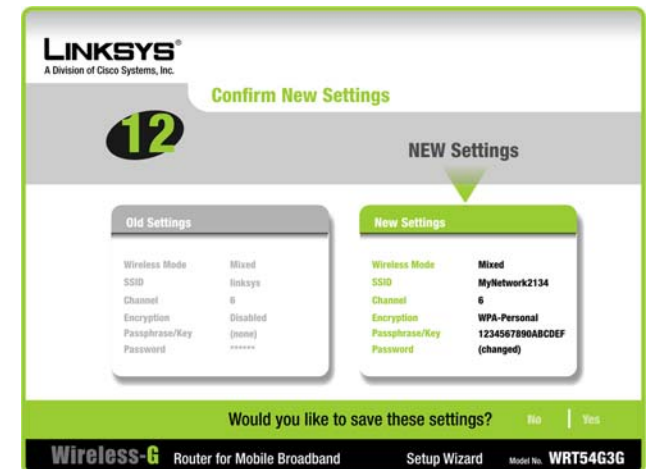 LINKSYS®
A Division of Cisco Systems, Inc.
Confirm New Settings
12
NEW Settings
Old Settings
Wireless Mode Mixed
SSID linksys
Channel 6
Encryption Disabled
Passphrase/Key (none)
Password ******
New Settings
Wireless Mode Mixed
SSID MyNetwork2134
Channel 6
Encryption WPA-Personal
Passphrase/Key 1234567890ABCDEF
Password (changed)
Would you like to save these settings? No | Yes
Wireless-G Router for Mobile Broadband Setup Wizard Model No. WRT54G3G